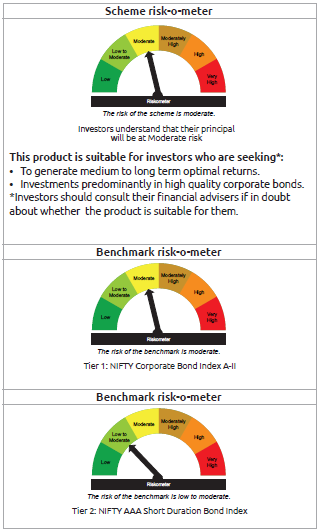 Scheme risk-o-meter
Moderate
Moderately
High
Low to
Moderate
High
Low
Very
High
Riskometer
The risk of the scheme is moderate.
Investors understand that their principal
will be at Moderate risk
This product is suitable for investors who are seeking*:
• To generate medium to long term optimal returns.
• Investments predominantly in high quality corporate bonds.
*Investors should consult their financial advisers if in doubt
about whether the product is suitable for them.
Benchmark risk-o-meter
Moderate
Moderately
High
Low to
Moderate
High
Low
Very
High
Riskometer
The risk of the benchmark is moderate.
Tier 1: NIFTY Corporate Bond Index A-II
Benchmark risk-o-meter
Moderate
Moderately
High
Low to
Moderate
High
Low
Very
High
Riskometer
The risk of the benchmark is low to moderate.
Tier 2: NIFTY AAA Short Duration Bond Index